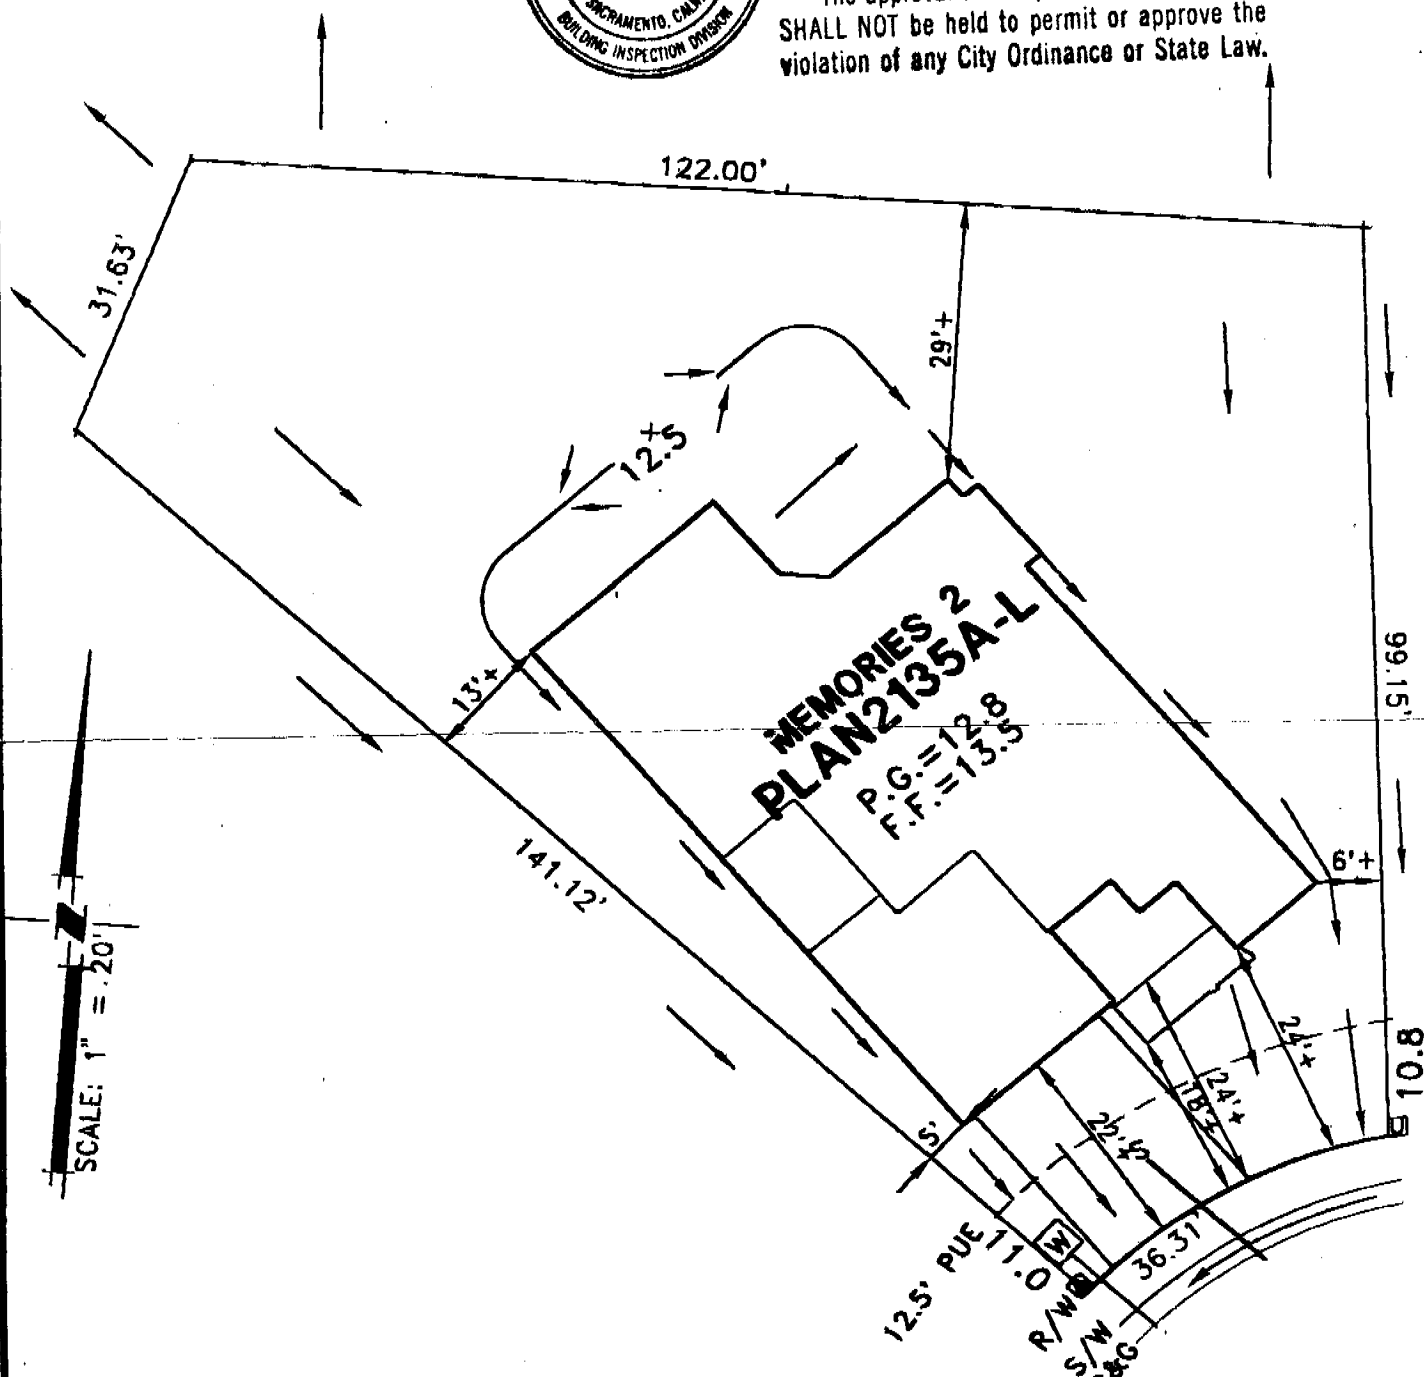 SACRAMENTO, CALIF
BUILDING INSPECTION DIVISION
SHALL NOT be held to permit or approve the
violation of any City Ordinance or State Law.
122.00'
31.63'
29'+
12.5+
13'+
MEMORIES 2
PLAN2135A-L
P.G.=12.8
F.F.=13.5
99.15'
6'+
141.12'
SCALE: 1" = 20'
24'+
24'+
18'+
22'+
10.8
5'
12.5' PUE
11.0
W
36.31'
R/W
S/W
&G